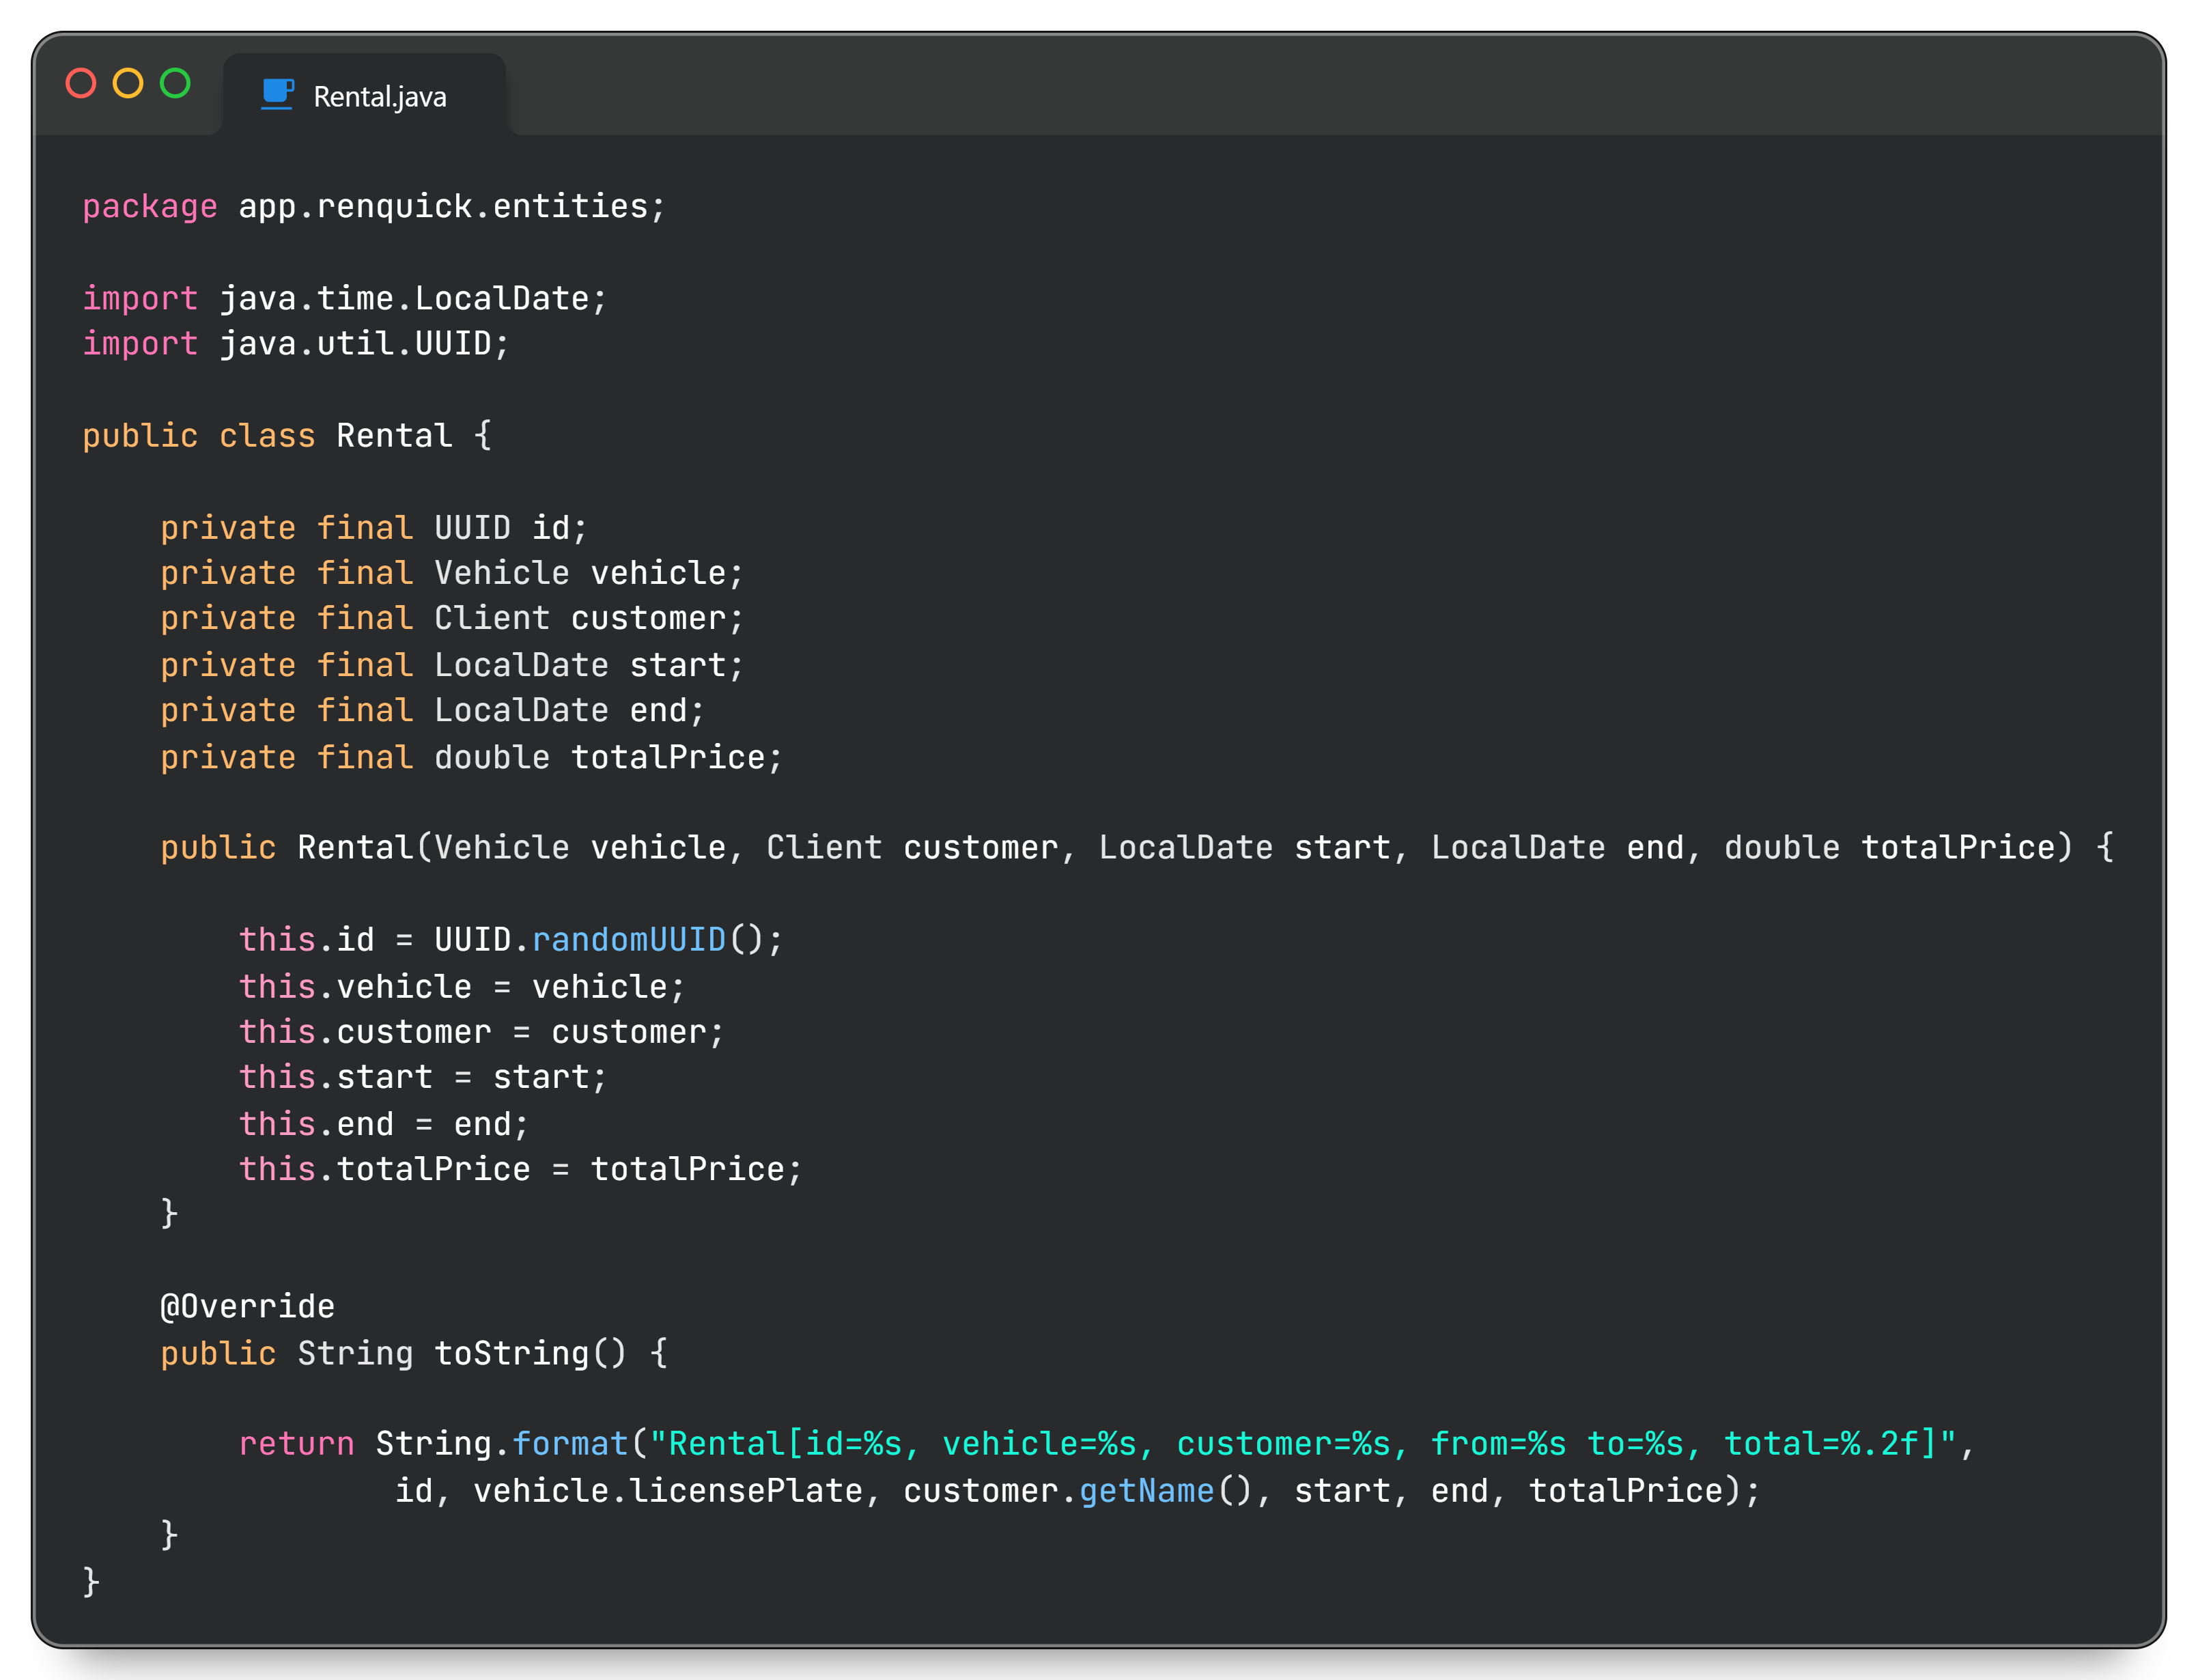 Rental.java
package app.renquick.entities;
import java.time.LocalDate;
import java.util.UUID;
public class Rental {
    private final UUID id;
    private final Vehicle vehicle;
    private final Client customer;
    private final LocalDate start;
    private final LocalDate end;
    private final double totalPrice;
    public Rental(Vehicle vehicle, Client customer, LocalDate start, LocalDate end, double totalPrice) {
        this.id = UUID.randomUUID();
        this.vehicle = vehicle;
        this.customer = customer;
        this.start = start;
        this.end = end;
        this.totalPrice = totalPrice;
    }
    @Override
    public String toString() {
        return String.format("Rental[id=%s, vehicle=%s, customer=%s, from=%s to=%s, total=%.2f]",
                id, vehicle.licensePlate, customer.getName(), start, end, totalPrice);
    }
}